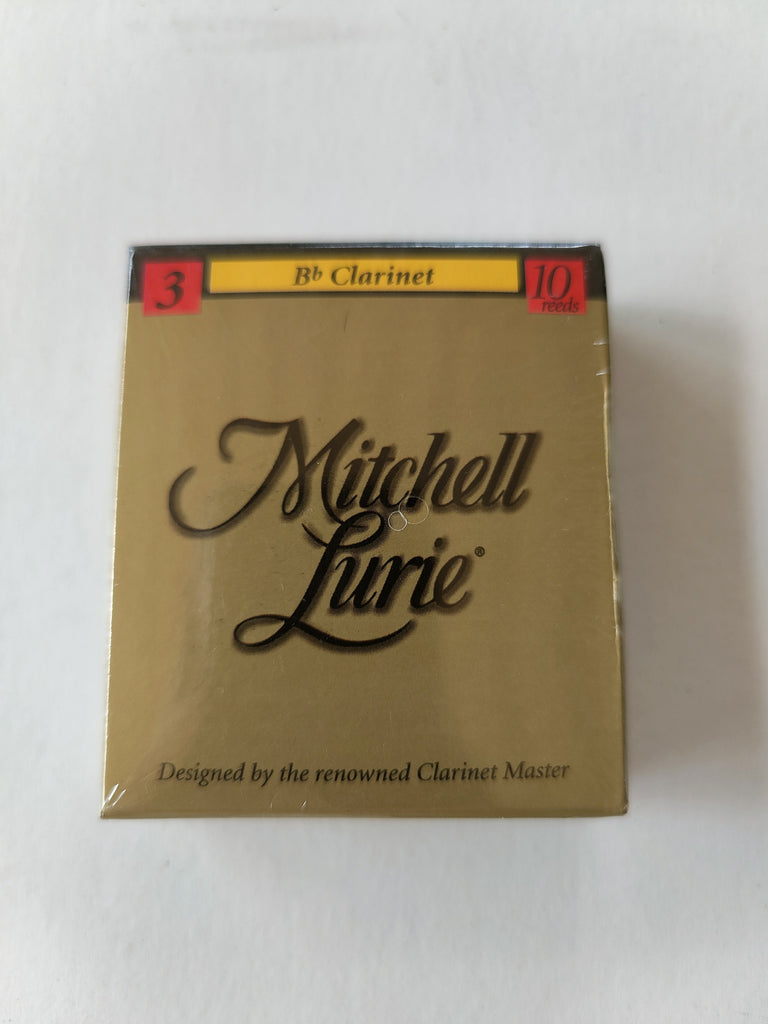 3
B♭ Clarinet
10
reeds
Mitchell
Lurie®
Designed by the renowned Clarinet Master